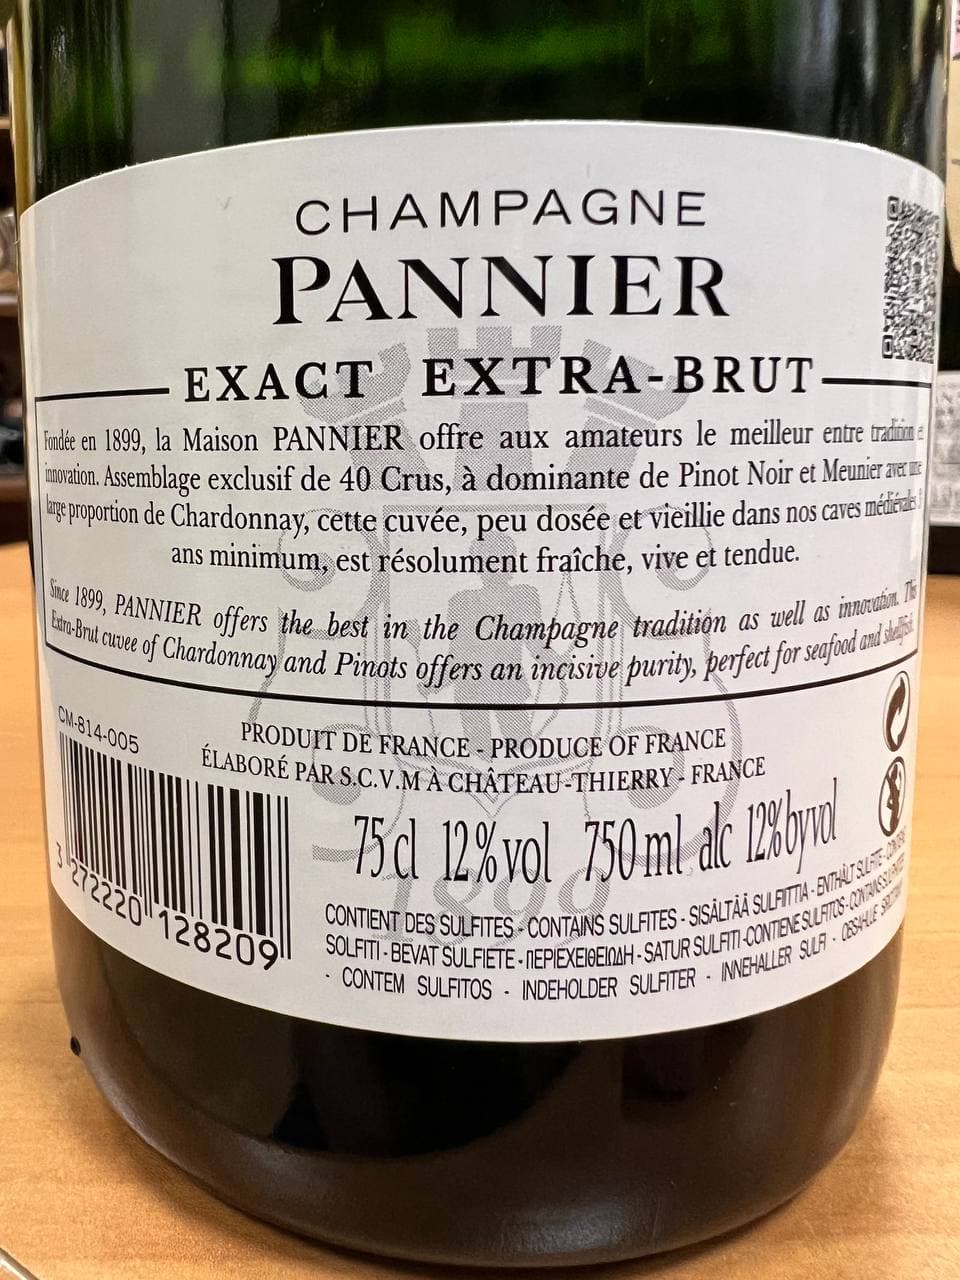 CHAMPAGNE
PANNIER
EXACT EXTRA-BRUT
Fondée en 1899, la Maison PANNIER offre aux amateurs le meilleur entre tradition e
innovation. Assemblage exclusif de 40 Crus, à dominante de Pinot Noir et Meunier avec une
large proportion de Chardonnay, cette cuvée, peu dosée et vieillie dans nos caves médiévales
ans minimum, est résolument fraîche, vive et tendue.
Since 1899, PANNIER offers the best in the Champagne tradition as well as innovation. This
Extra-Brut cuvee of Chardonnay and Pinots offers an incisive purity, perfect for seafood and shellfish.
CM-814-005
PRODUIT DE FRANCE - PRODUCE OF FRANCE
ÉLABORÉ PAR S.C.V.M À CHÂTEAU-THIERRY - FRANCE
75 cl 12%vol 750 ml alc 12%byvol
1899
3 272220 128209
CONTIENT DES SULFITES - CONTAINS SULFITES - SISÄLTÄÄ SULFIITTIA - ENTHÄLT SULFITE -
SOLFITI - BEVAT SULFIETE - ΠΕΡΙΕΧΕΙΘΕΙΩΔΗ - SATUR SULFITI - CONTIENE SULFITOS -
- CONTEM SULFITOS - INDEHOLDER SULFITER - INNEHALLER SULFI - OBSAHUJE